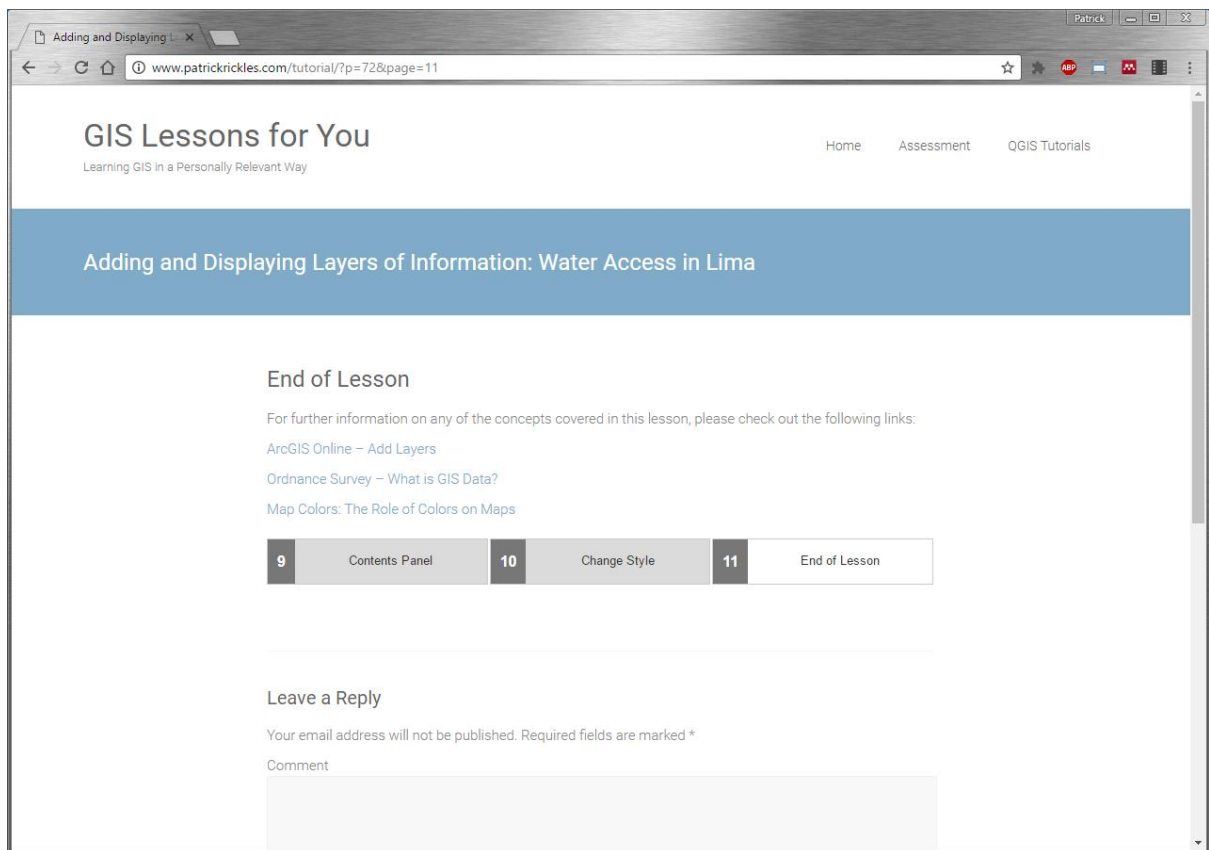 Patrick
Adding and Displaying L
www.patrickrickles.com/tutorial/?p=72&page=11
ABP
GIS Lessons for You
Learning GIS in a Personally Relevant Way
Home Assessment QGIS Tutorials
Adding and Displaying Layers of Information: Water Access in Lima
End of Lesson
For further information on any of the concepts covered in this lesson, please check out the following links:
ArcGIS Online – Add Layers
Ordnance Survey – What is GIS Data?
Map Colors: The Role of Colors on Maps
9 Contents Panel 10 Change Style 11 End of Lesson
Leave a Reply
Your email address will not be published. Required fields are marked *
Comment